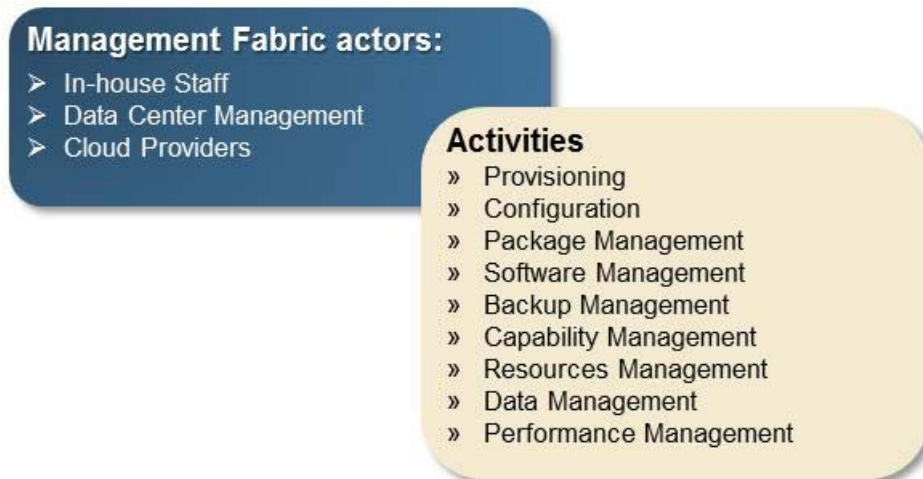 Management Fabric actors:
➢ In-house Staff
➢ Data Center Management
➢ Cloud Providers
Activities
» Provisioning
» Configuration
» Package Management
» Software Management
» Backup Management
» Capability Management
» Resources Management
» Data Management
» Performance Management